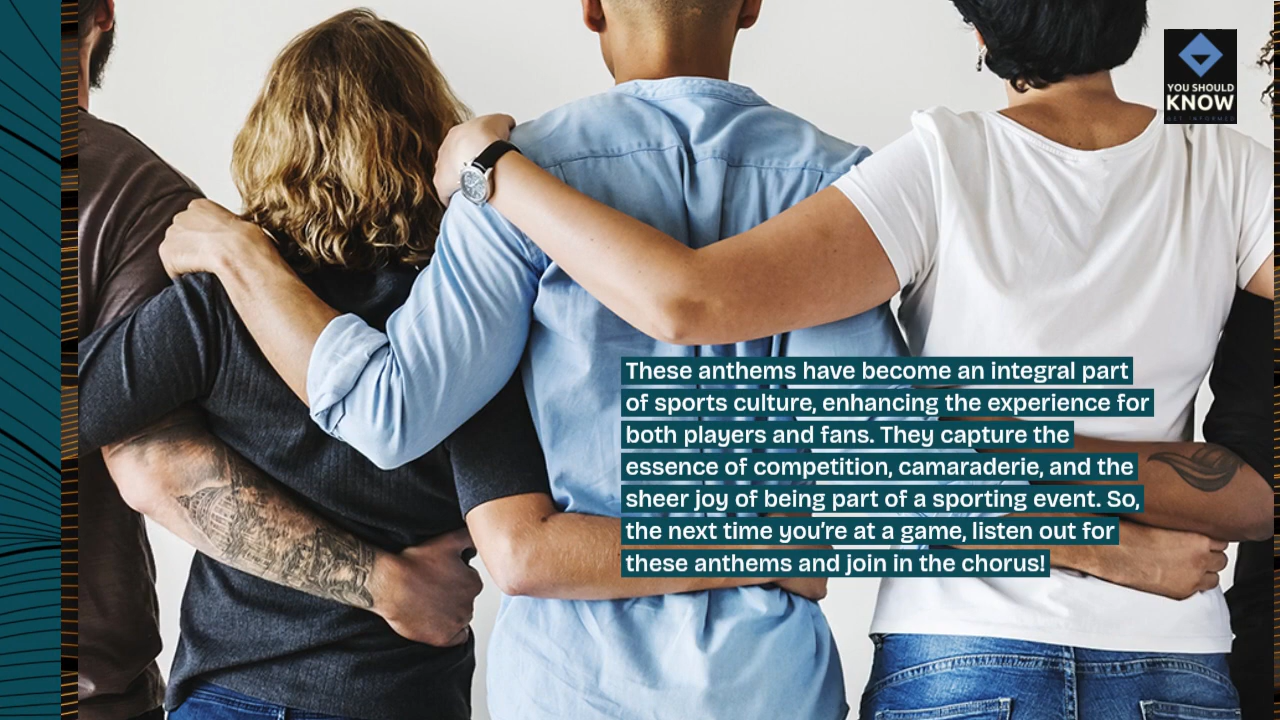 YOU SHOULD
KNOW
GET INFORMED
These anthems have become an integral part
of sports culture, enhancing the experience for
both players and fans. They capture the
essence of competition, camaraderie, and the
sheer joy of being part of a sporting event. So,
the next time you’re at a game, listen out for
these anthems and join in the chorus!